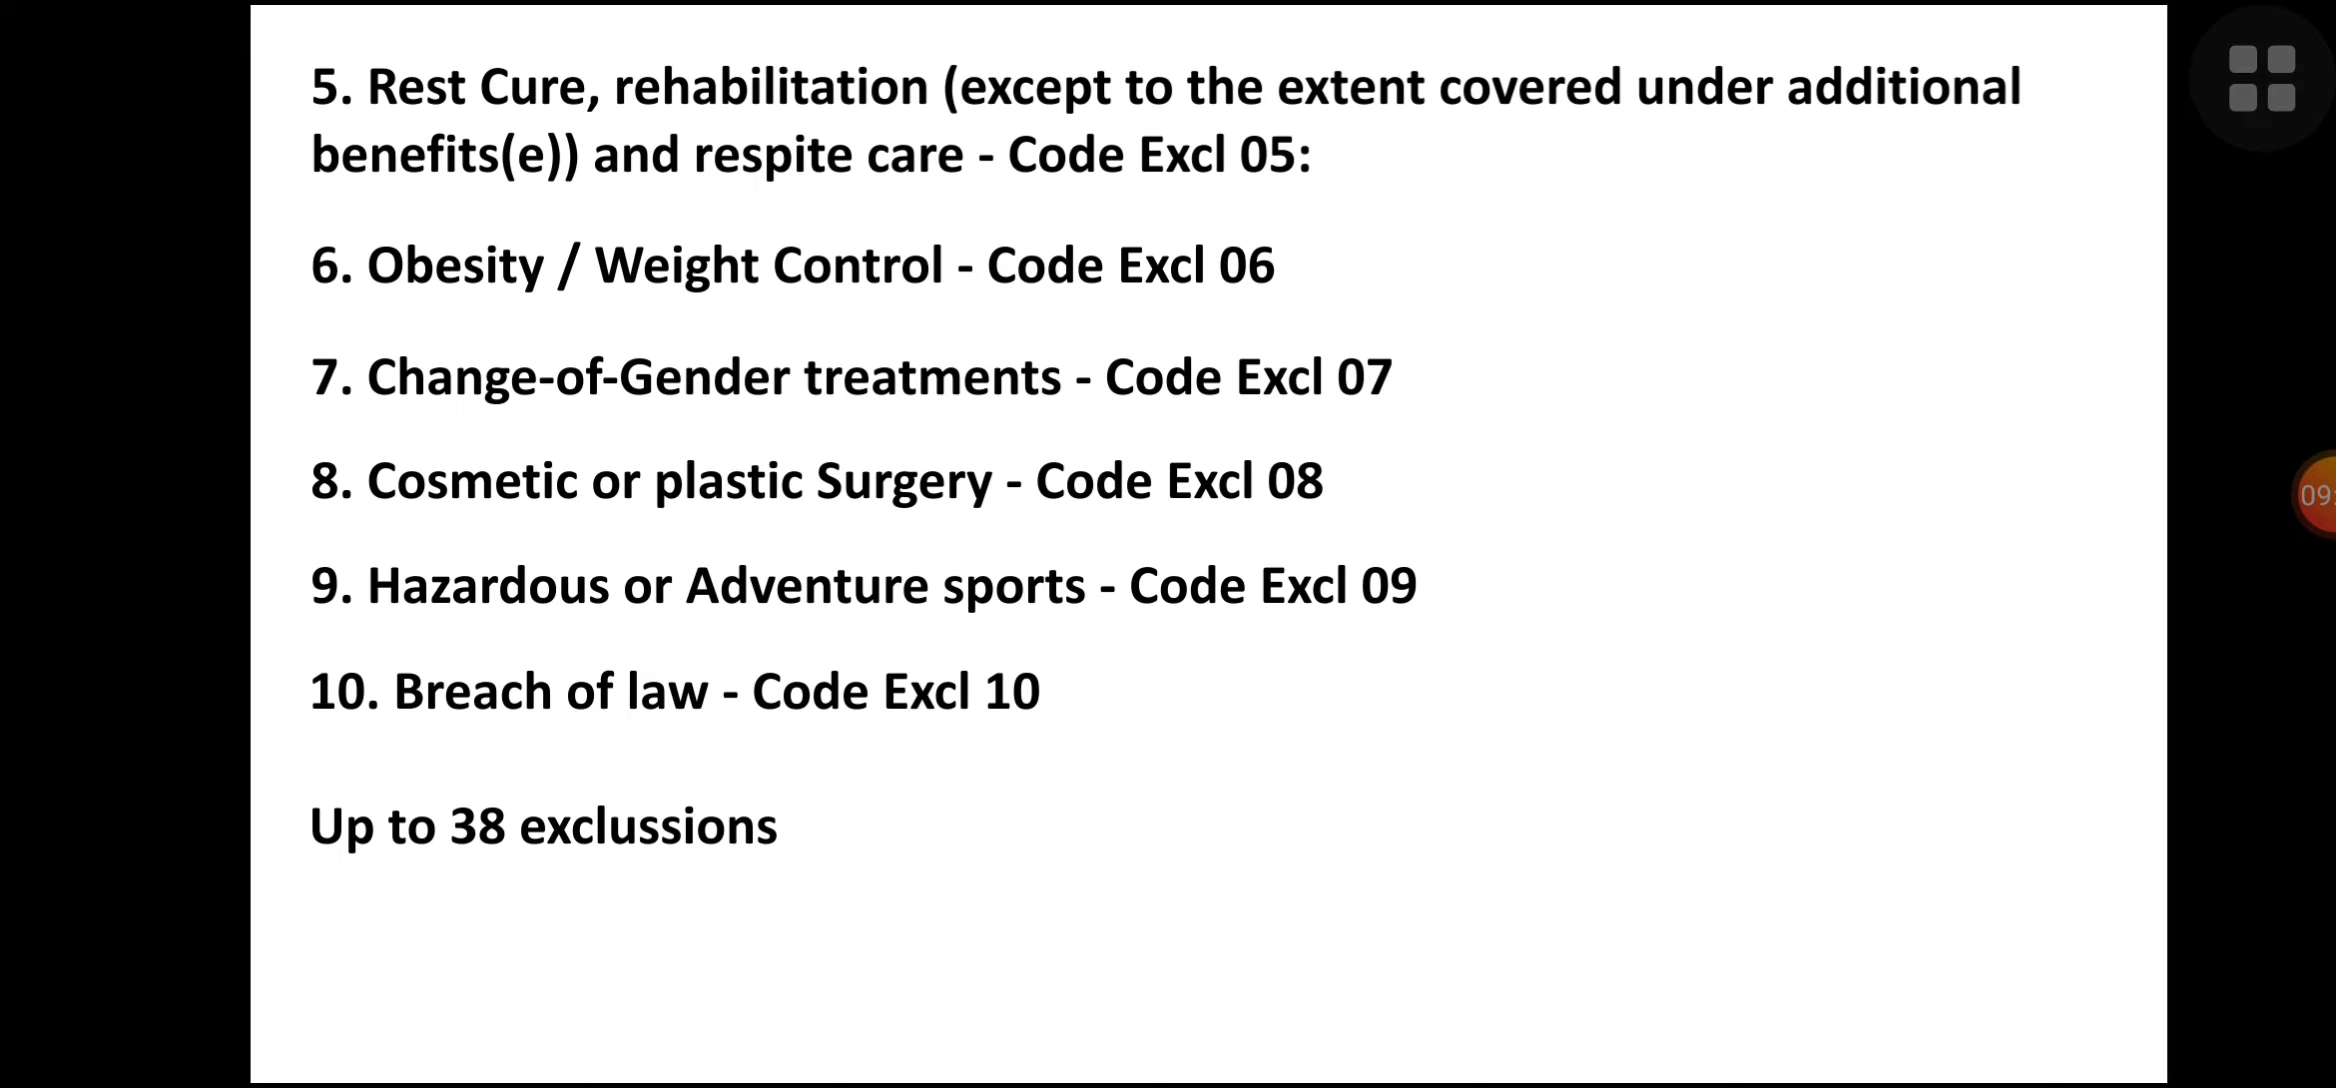 5. Rest Cure, rehabilitation (except to the extent covered under additional
benefits(e)) and respite care - Code Excl 05:
6. Obesity / Weight Control - Code Excl 06
7. Change-of-Gender treatments - Code Excl 07
8. Cosmetic or plastic Surgery - Code Excl 08
9. Hazardous or Adventure sports - Code Excl 09
09:
10. Breach of law - Code Excl 10
Up to 38 exclussions